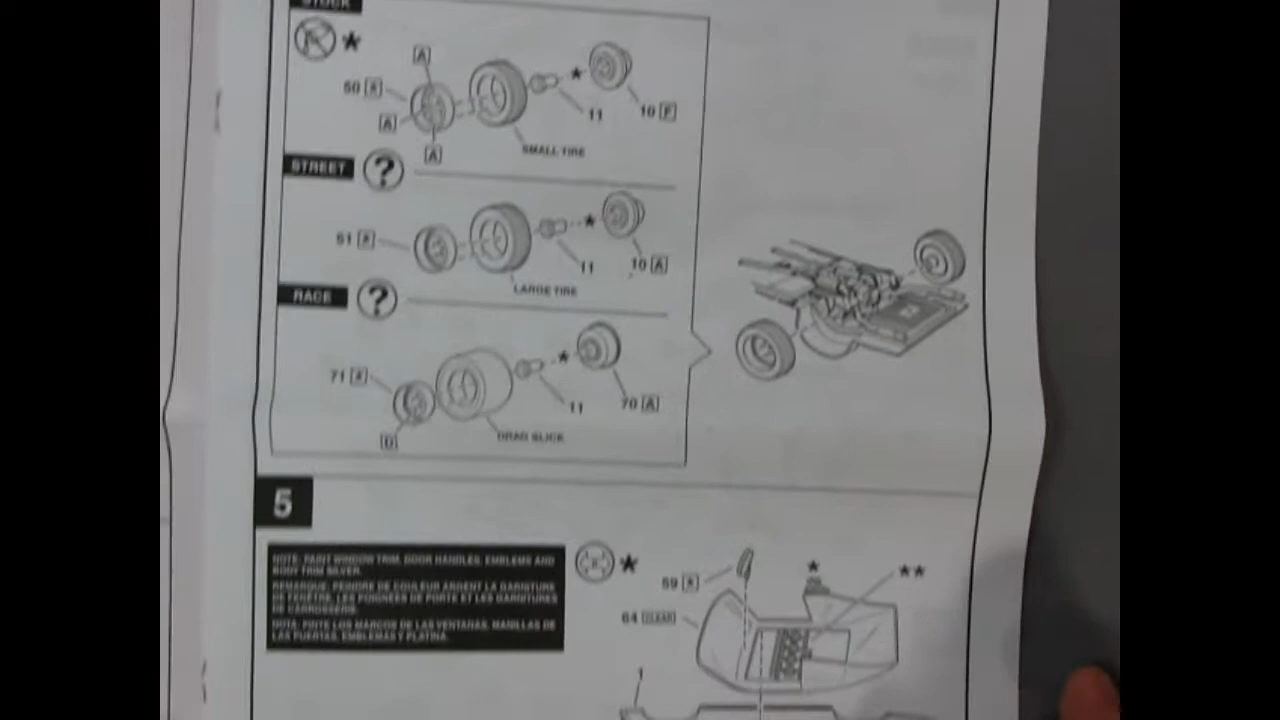 STOCK
★
A
50 A
A
A
11
10 F
SMALL TIRE
STREET
?
★
51
11
10 A
LARGE TIRE
RACE
?
★
71
11
70 A
D
DRAG SLICK
5
NOTE: PAINT WINDOW TRIM, DOOR HANDLES, EMBLEMS AND
BODY TRIM SILVER.
REMARQUE: PEINDRE DE COULEUR ARGENT LA GARNITURE
DE FENÊTRE, LES POIGNÉES DE PORTE ET LES GARNITURES
DE CARROSSERIE.
NOTA: PINTE LOS MARCOS DE LAS VENTANAS, MANILLAS DE
LAS PUERTAS, EMBLEMAS Y PLATINA.
★
59
★
★★
64 CLEAR
1